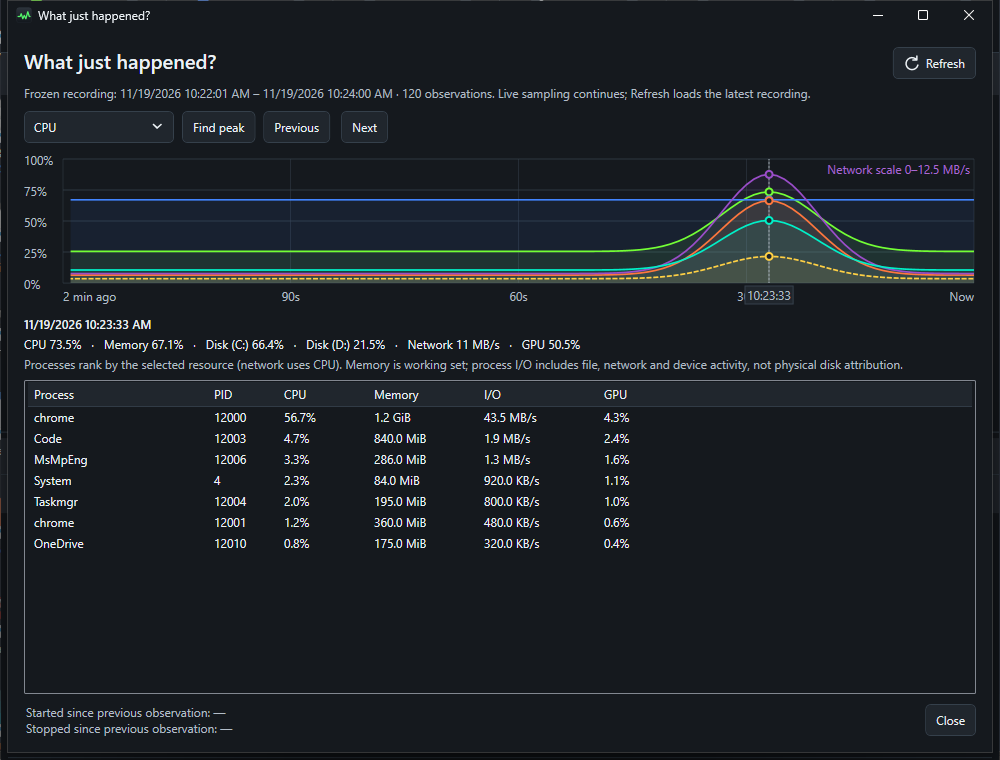 What just happened?
What just happened?
Refresh
Frozen recording: 11/19/2026 10:22:01 AM – 11/19/2026 10:24:00 AM · 120 observations. Live sampling continues; Refresh loads the latest recording.
CPU
Find peak
Previous
Next
100%
75%
50%
25%
0%
Network scale 0–12.5 MB/s
2 min ago
90s
60s
3
10:23:33
Now
11/19/2026 10:23:33 AM
CPU 73.5% · Memory 67.1% · Disk (C:) 66.4% · Disk (D:) 21.5% · Network 11 MB/s · GPU 50.5%
Processes rank by the selected resource (network uses CPU). Memory is working set; process I/O includes file, network and device activity, not physical disk attribution.
Process PID CPU Memory I/O GPU
chrome 12000 56.7% 1.2 GiB 43.5 MB/s 4.3%
Code 12003 4.7% 840.0 MiB 1.9 MB/s 2.4%
MsMpEng 12006 3.3% 286.0 MiB 1.3 MB/s 1.6%
System 4 2.3% 84.0 MiB 920.0 KB/s 1.1%
Taskmgr 12004 2.0% 195.0 MiB 800.0 KB/s 1.0%
chrome 12001 1.2% 360.0 MiB 480.0 KB/s 0.6%
OneDrive 12010 0.8% 175.0 MiB 320.0 KB/s 0.4%
Started since previous observation: —
Stopped since previous observation: —
Close